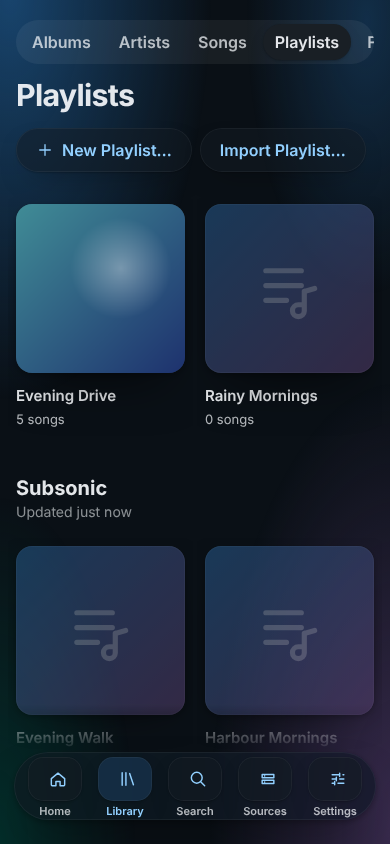 Albums Artists Songs Playlists
Playlists
New Playlist... Import Playlist...
Evening Drive Rainy Mornings
5 songs 0 songs
Subsonic
Updated just now
Evening Walk Harbour Mornings
Home Library Search Sources Settings